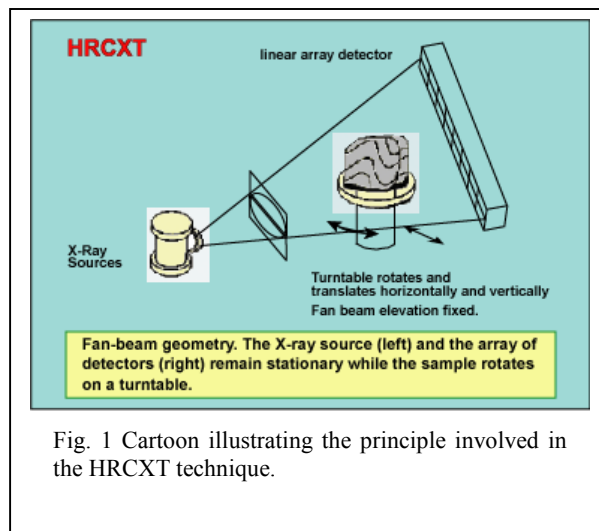 HRCXT
linear array detector
X-Ray
Sources
Turntable rotates and
translates horizontally and vertically
Fan beam elevation fixed.
Fan-beam geometry. The X-ray source (left) and the array of
detectors (right) remain stationary while the sample rotates
on a turntable.
Fig. 1 Cartoon illustrating the principle involved in
the HRCXT technique.